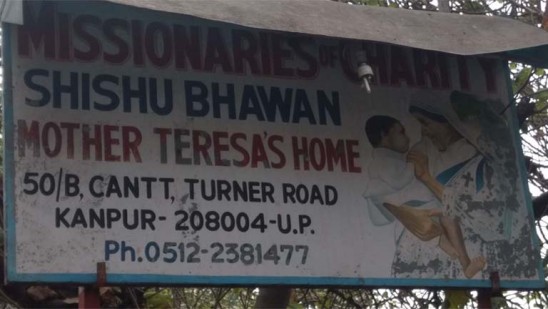 MISSIONARIES OF CHARITY
SHISHU BHAWAN
MOTHER TERESA'S HOME
50/B, CANTT, TURNER ROAD
KANPUR- 208004-U.P.
Ph.0512-2381477